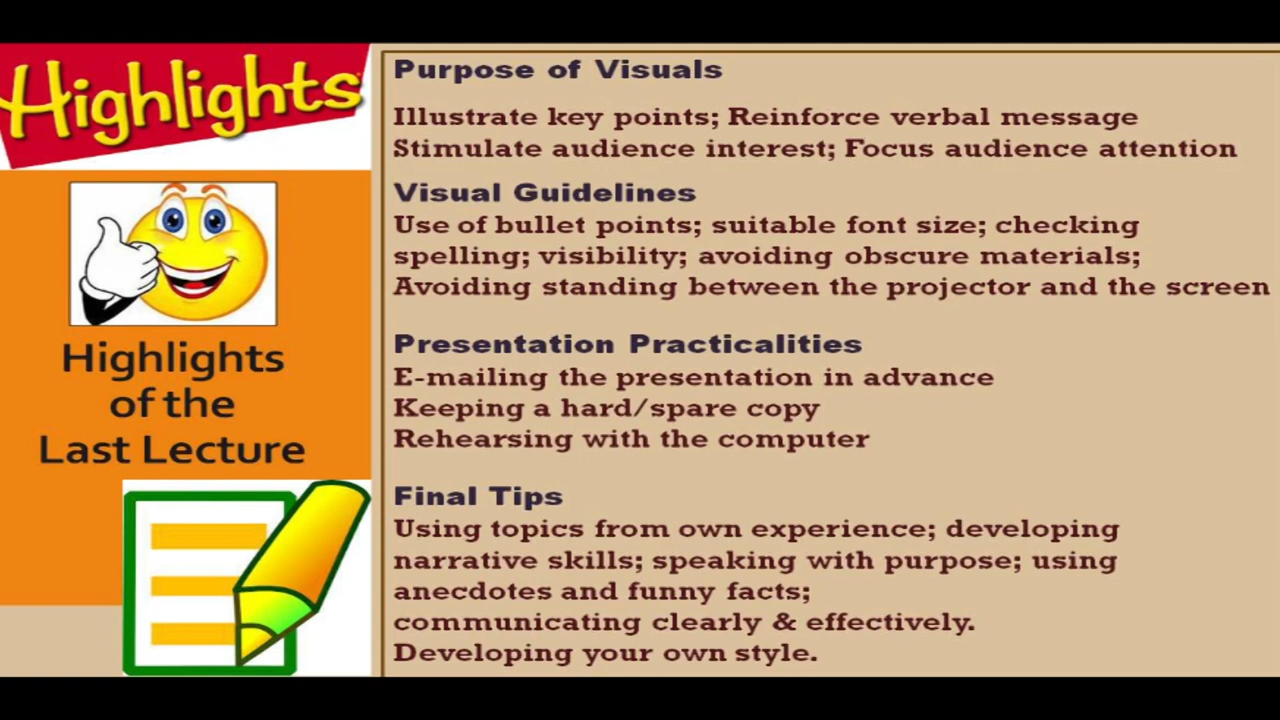 Highlights
Highlights
of the
Last Lecture
Purpose of Visuals
Illustrate key points; Reinforce verbal message
Stimulate audience interest; Focus audience attention
Visual Guidelines
Use of bullet points; suitable font size; checking
spelling; visibility; avoiding obscure materials;
Avoiding standing between the projector and the screen
Presentation Practicalities
E-mailing the presentation in advance
Keeping a hard/spare copy
Rehearsing with the computer
Final Tips
Using topics from own experience; developing
narrative skills; speaking with purpose; using
anecdotes and funny facts;
communicating clearly & effectively.
Developing your own style.